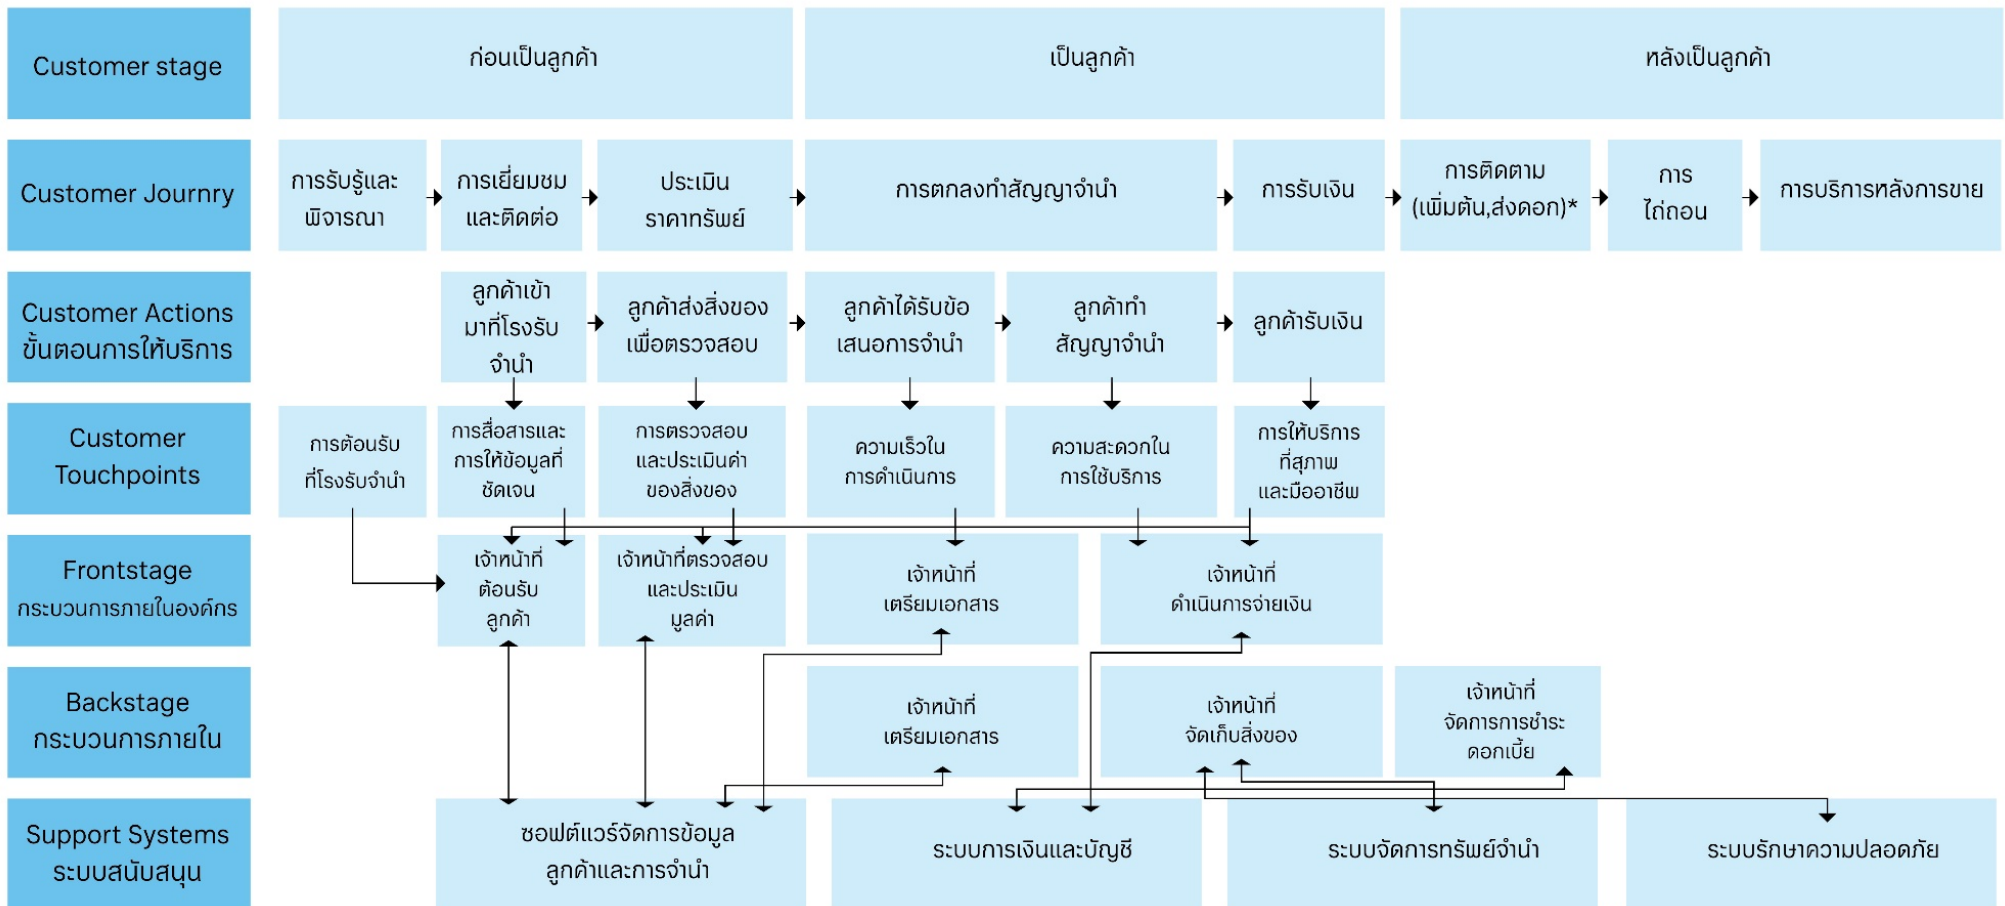 Customer stage
ก่อนเป็นลูกค้า
เป็นลูกค้า
หลังเป็นลูกค้า
Customer Journry
การรับรู้และ
พิจารณา
การเยี่ยมชม
และติดต่อ
ประเมิน
ราคาทรัพย์
การตกลงทำสัญญาจำนำ
การรับเงิน
การติดตาม
(เพิ่มต้น,ส่งดอก)*
การ
ไถ่ถอน
การบริการหลังการขาย
Customer Actions
ขั้นตอนการให้บริการ
ลูกค้าเข้า
มาที่โรงรับ
จำนำ
ลูกค้าส่งสิ่งของ
เพื่อตรวจสอบ
ลูกค้าได้รับข้อ
เสนอการจำนำ
ลูกค้าทำ
สัญญาจำนำ
ลูกค้ารับเงิน
Customer
Touchpoints
การต้อนรับ
ที่โรงรับจำนำ
การสื่อสารและ
การให้ข้อมูลที่
ชัดเจน
การตรวจสอบ
และประเมินค่า
ของสิ่งของ
ความเร็วใน
การดำเนินการ
ความสะดวกใน
การใช้บริการ
การให้บริการ
ที่สุภาพ
และมืออาชีพ
Frontstage
กระบวนการภายในองค์กร
เจ้าหน้าที่
ต้อนรับ
ลูกค้า
เจ้าหน้าที่ตรวจสอบ
และประเมิน
มูลค่า
เจ้าหน้าที่
เตรียมเอกสาร
เจ้าหน้าที่
ดำเนินการจ่ายเงิน
Backstage
กระบวนการภายใน
เจ้าหน้าที่
เตรียมเอกสาร
เจ้าหน้าที่
จัดเก็บสิ่งของ
เจ้าหน้าที่
จัดการการชำระ
ดอกเบี้ย
Support Systems
ระบบสนับสนุน
ซอฟต์แวร์จัดการข้อมูล
ลูกค้าและการจำนำ
ระบบการเงินและบัญชี
ระบบจัดการทรัพย์จำนำ
ระบบรักษาความปลอดภัย